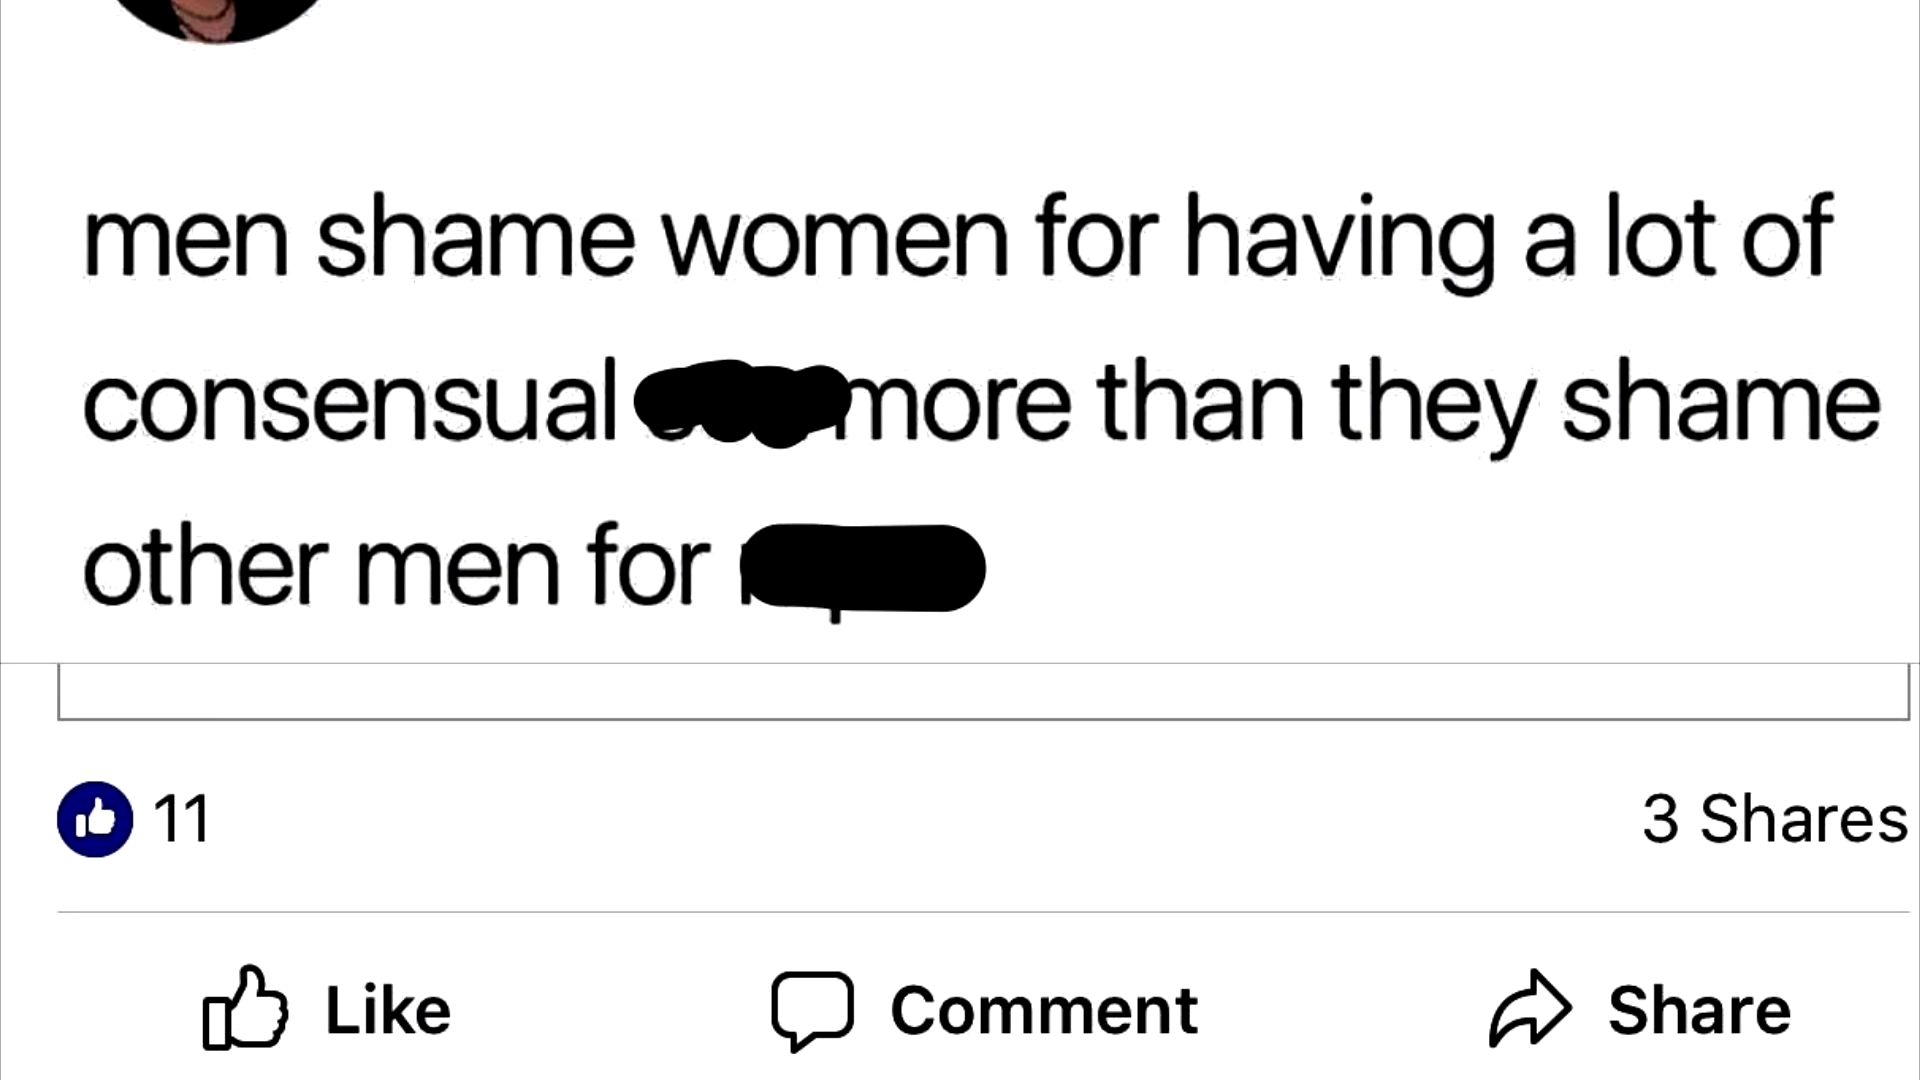 men shame women for having a lot of
consensual more than they shame
other men for
11
3 Shares
Like
Comment
Share